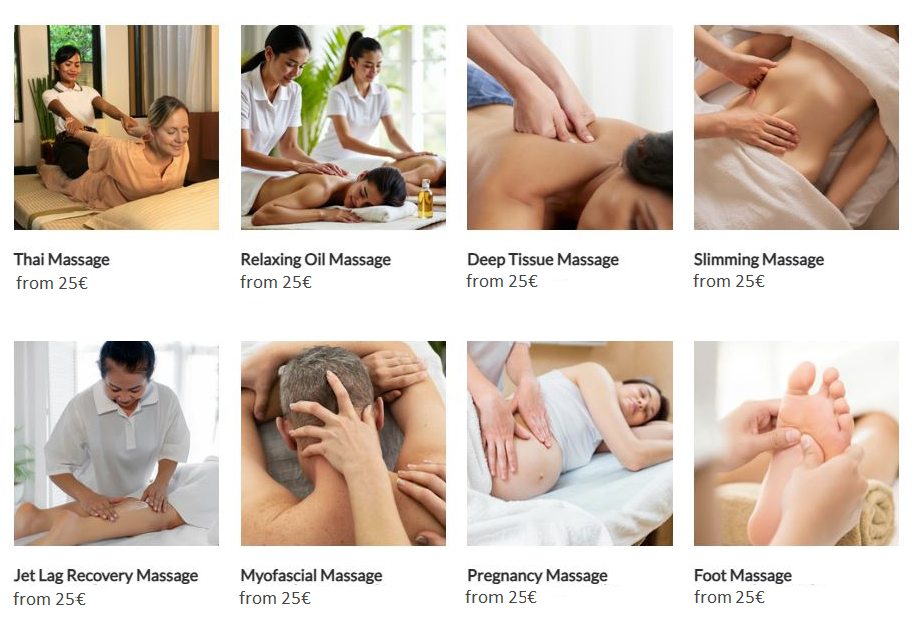 Thai Massage
from 25€
Relaxing Oil Massage
from 25€
Deep Tissue Massage
from 25€
Slimming Massage
from 25€
Jet Lag Recovery Massage
from 25€
Myofascial Massage
from 25€
Pregnancy Massage
from 25€
Foot Massage
from 25€